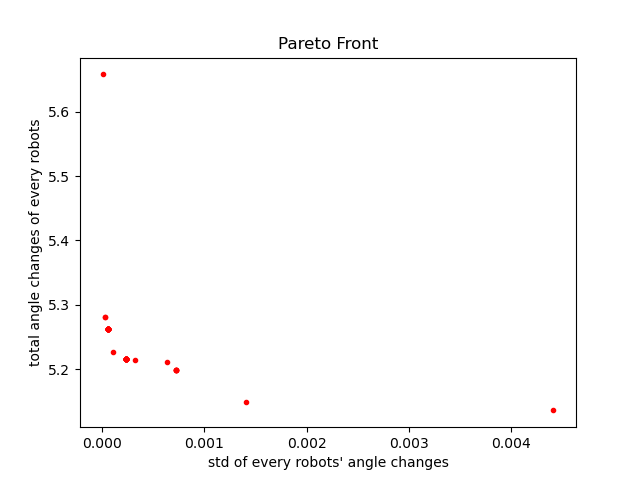 Pareto Front
total angle changes of every robots
5.6
5.5
5.4
5.3
5.2
0.000 0.001 0.002 0.003 0.004
std of every robots' angle changes